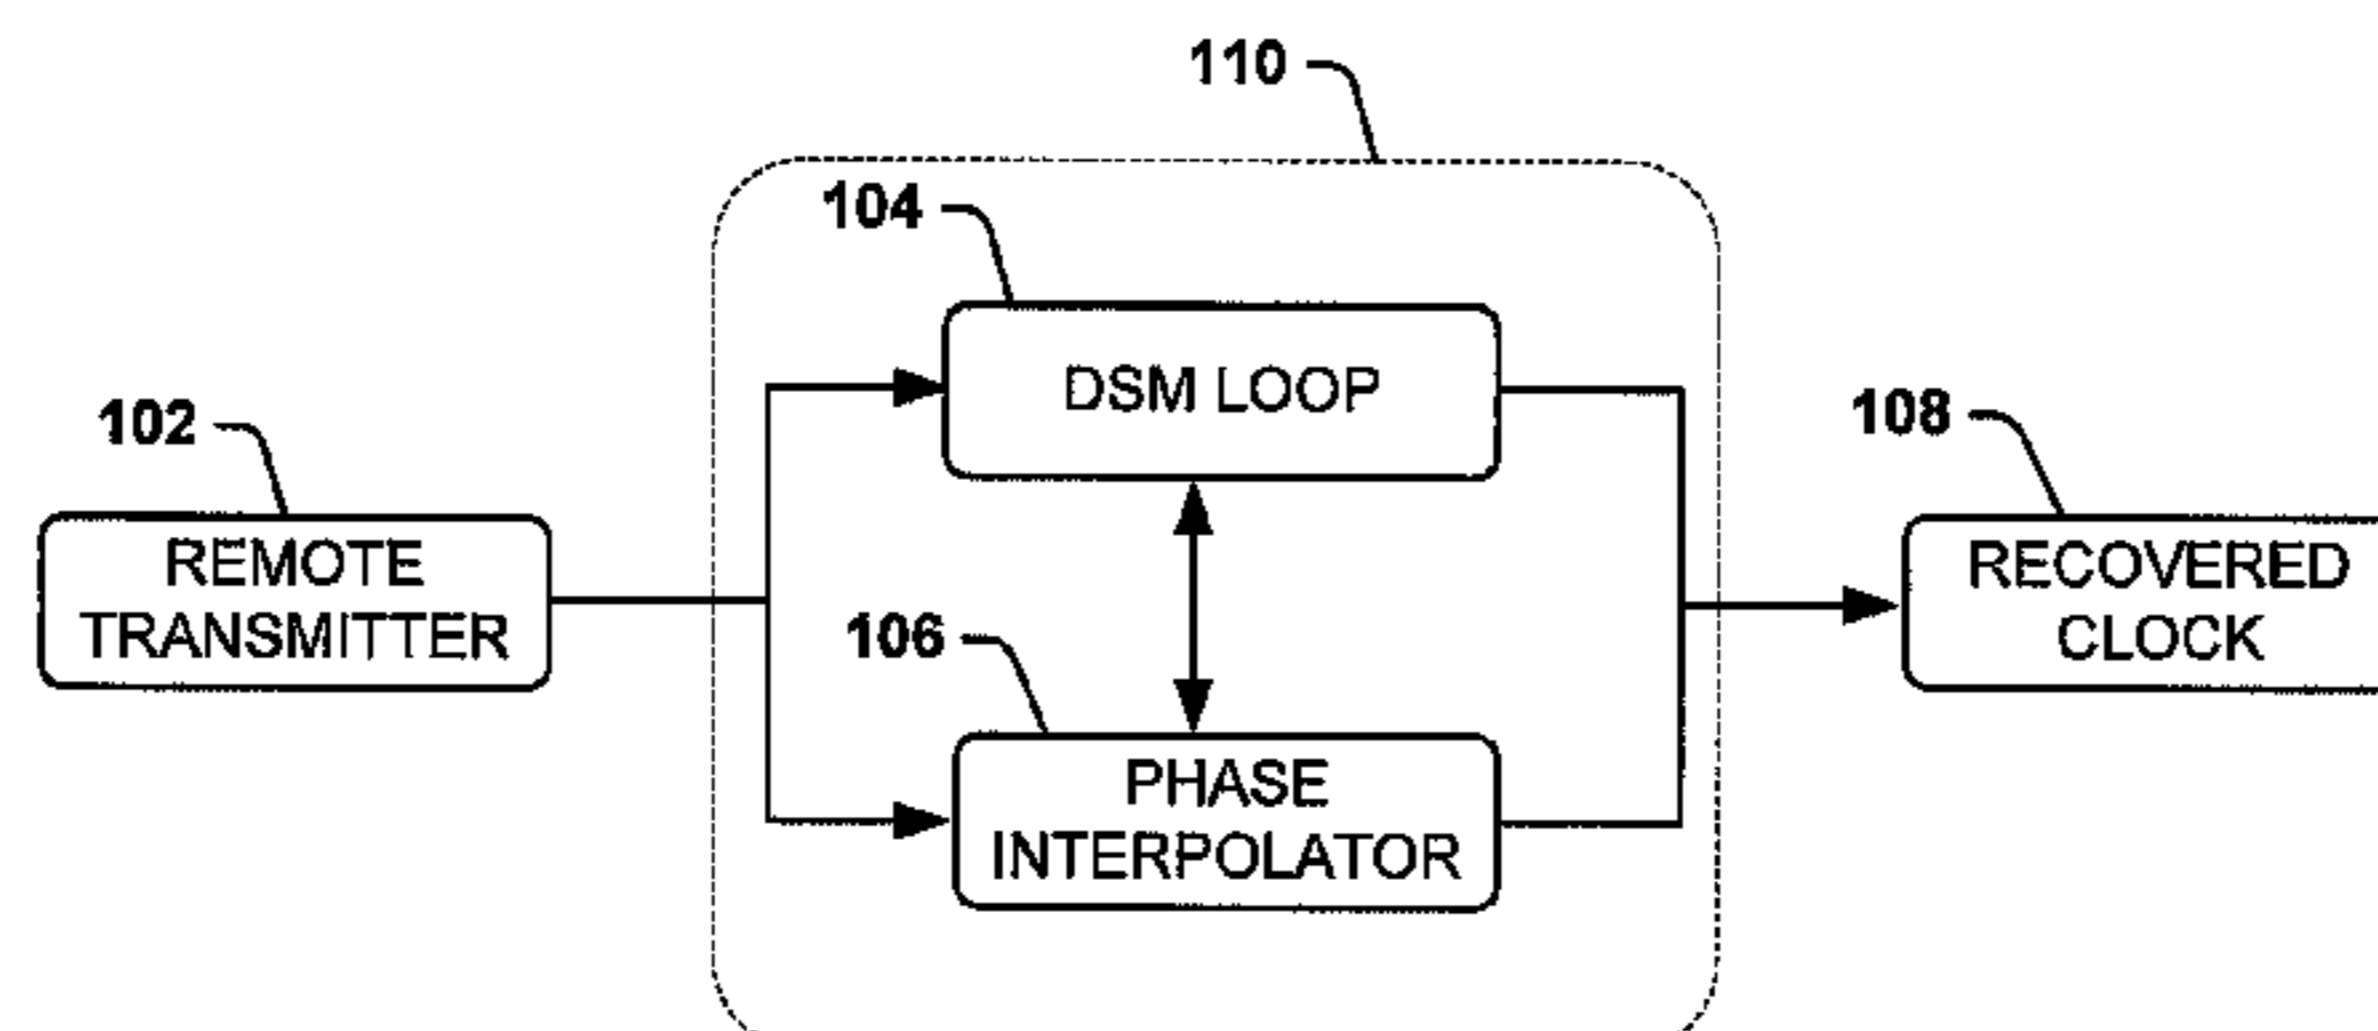 110
104
DSM LOOP
102
108
REMOTE
TRANSMITTER
RECOVERED
CLOCK
106
PHASE
INTERPOLATOR